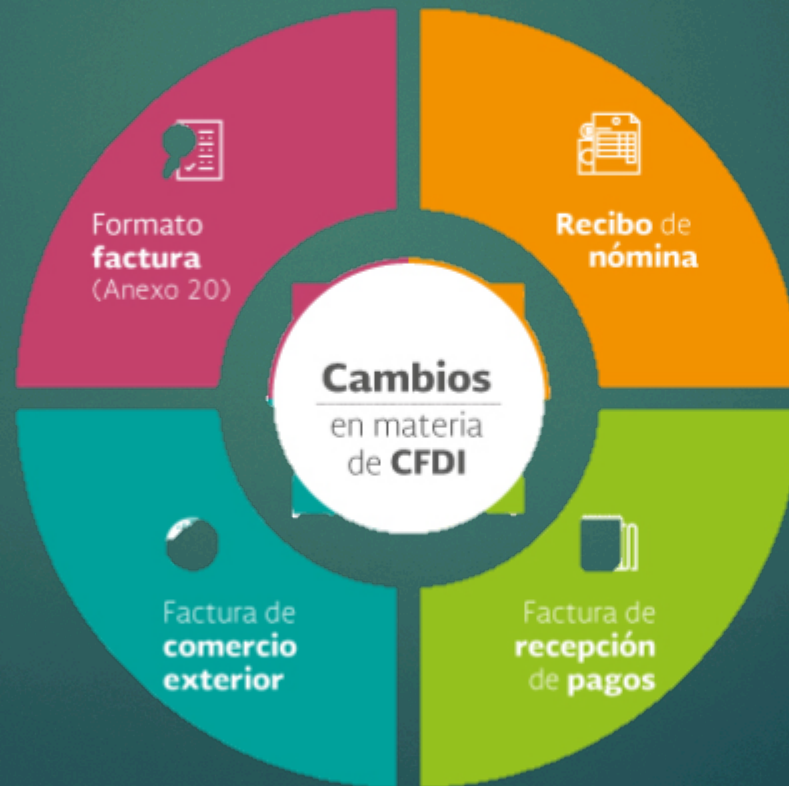 Formato
factura
(Anexo 20)
Recibo de
nómina
Cambios
en materia
de CFDI
Factura de
comercio
exterior
Factura de
recepción
de pagos